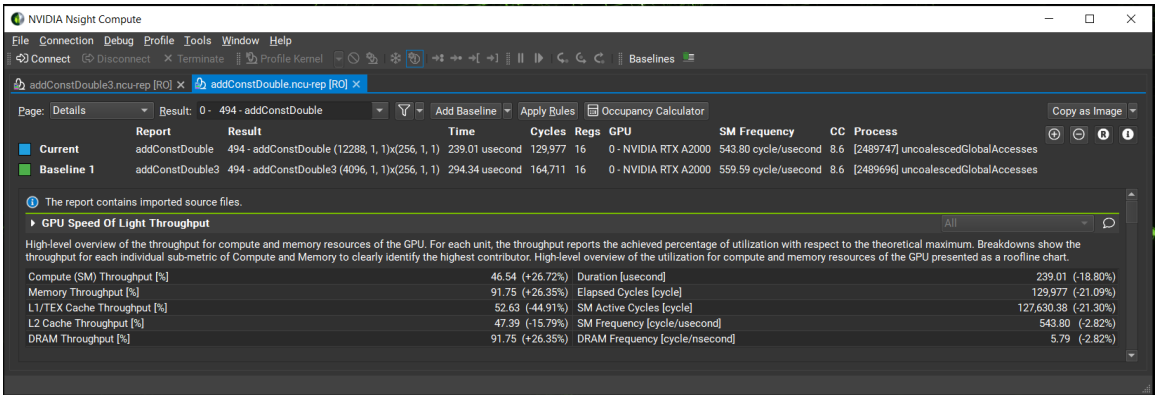 NVIDIA Nsight Compute
File Connection Debug Profile Tools Window Help
Connect Disconnect Terminate Profile Kernel Baselines
addConstDouble3.ncu-rep [RO] addConstDouble.ncu-rep [RO]
Page: Details Result: 0 - 494 - addConstDouble Add Baseline Apply Rules Occupancy Calculator Copy as Image
Report Result Time Cycles Regs GPU SM Frequency CC Process
Current addConstDouble 494 - addConstDouble (12288, 1, 1)x(256, 1, 1) 239.01 usecond 129,977 16 0 - NVIDIA RTX A2000 543.80 cycle/usecond 8.6 [2489747] uncoalescedGlobalAccesses
Baseline 1 addConstDouble3 494 - addConstDouble3 (4096, 1, 1)x(256, 1, 1) 294.34 usecond 164,711 16 0 - NVIDIA RTX A2000 559.59 cycle/usecond 8.6 [2489696] uncoalescedGlobalAccesses
The report contains imported source files.
GPU Speed Of Light Throughput All
High-level overview of the throughput for compute and memory resources of the GPU. For each unit, the throughput reports the achieved percentage of utilization with respect to the theoretical maximum. Breakdowns show the
throughput for each individual sub-metric of Compute and Memory to clearly identify the highest contributor. High-level overview of the utilization for compute and memory resources of the GPU presented as a roofline chart.
Compute (SM) Throughput [%] 46.54 (+26.72%) Duration [usecond] 239.01 (-18.80%)
Memory Throughput [%] 91.75 (+26.35%) Elapsed Cycles [cycle] 129,977 (-21.09%)
L1/TEX Cache Throughput [%] 52.63 (-44.91%) SM Active Cycles [cycle] 127,630.38 (-21.30%)
L2 Cache Throughput [%] 47.39 (-15.79%) SM Frequency [cycle/usecond] 543.80 (-2.82%)
DRAM Throughput [%] 91.75 (+26.35%) DRAM Frequency [cycle/nsecond] 5.79 (-2.82%)